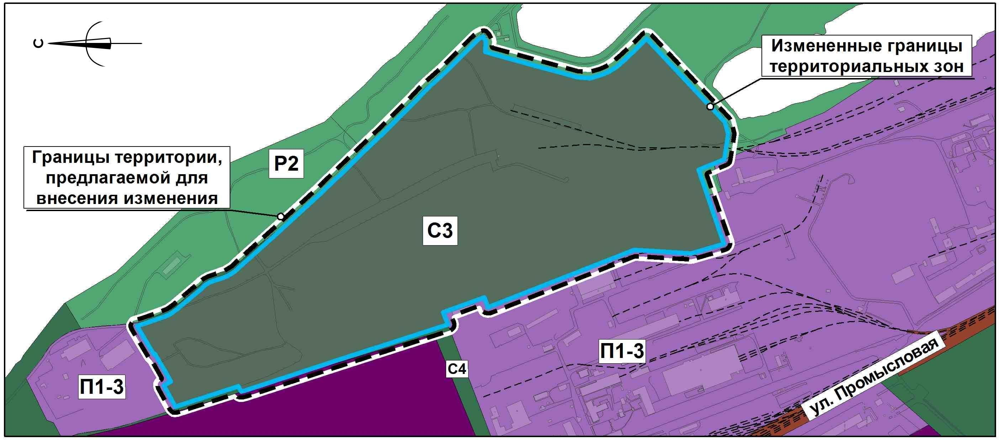 С
Измененные границы
территориальных зон
Границы территории,
предлагаемой для
внесения изменения
Р2
С3
П1-3
С4
П1-3
ул. Промысловая